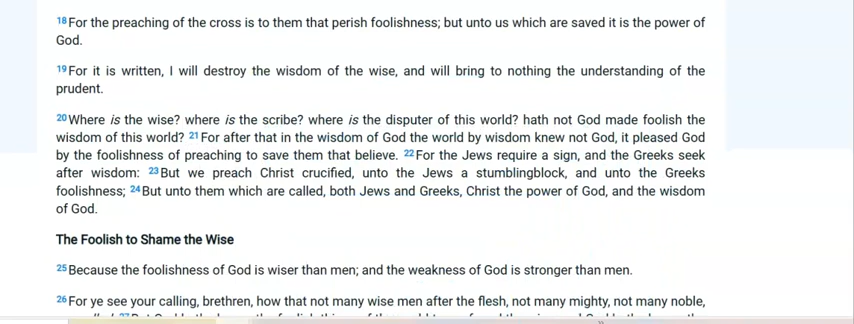 18 For the preaching of the cross is to them that perish foolishness; but unto us which are saved it is the power of
God.
19 For it is written, I will destroy the wisdom of the wise, and will bring to nothing the understanding of the
prudent.
20 Where is the wise? where is the scribe? where is the disputer of this world? hath not God made foolish the
wisdom of this world? 21 For after that in the wisdom of God the world by wisdom knew not God, it pleased God
by the foolishness of preaching to save them that believe. 22 For the Jews require a sign, and the Greeks seek
after wisdom: 23 But we preach Christ crucified, unto the Jews a stumblingblock, and unto the Greeks
foolishness; 24 But unto them which are called, both Jews and Greeks, Christ the power of God, and the wisdom
of God.
The Foolish to Shame the Wise
25 Because the foolishness of God is wiser than men; and the weakness of God is stronger than men.
26 For ye see your calling, brethren, how that not many wise men after the flesh, not many mighty, not many noble,